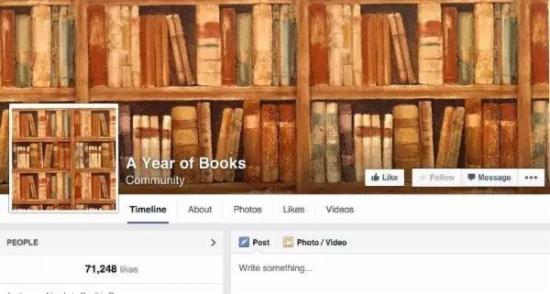 A Year of Books
Community
Like
+ Follow
Message
Timeline
About
Photos
Likes
Videos
PEOPLE
71,248 likes
Post
Photo / Video
Write something...